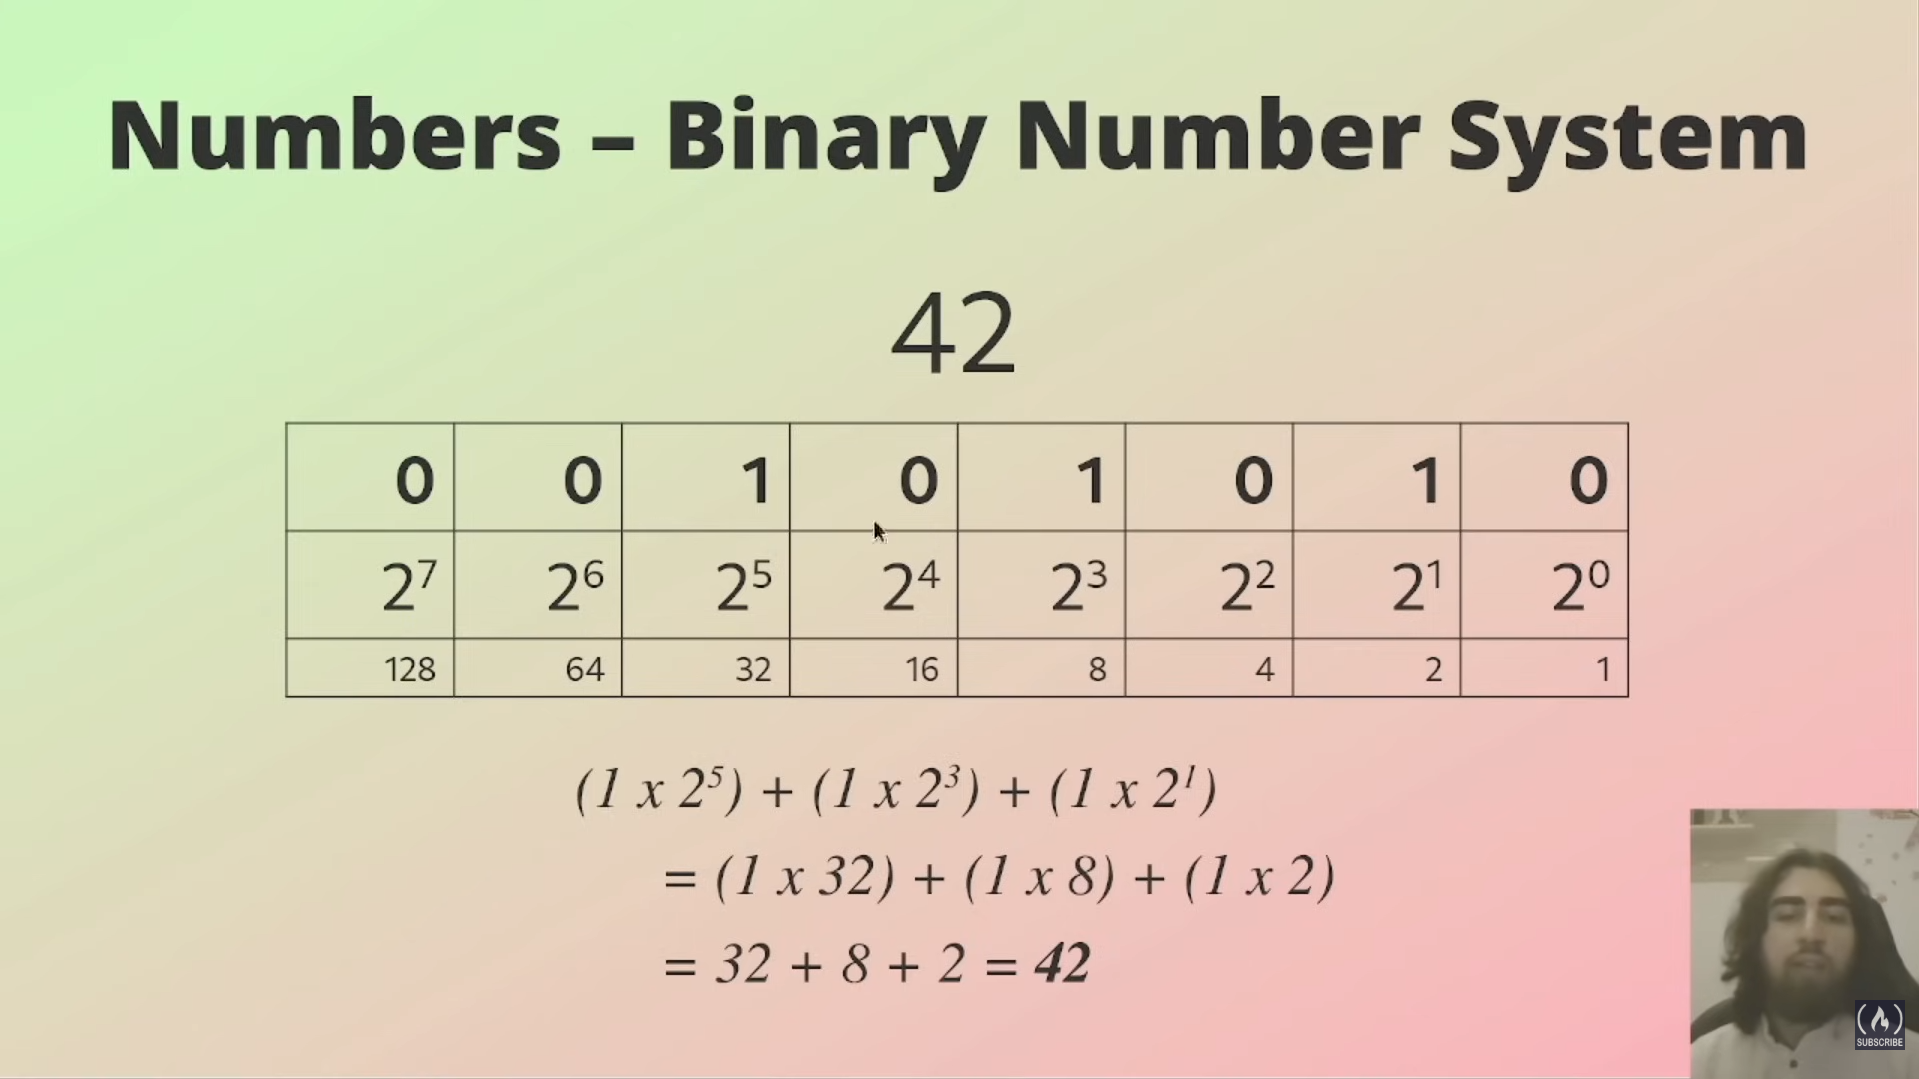 Numbers – Binary Number System
42
0 0 1 0 1 0 1 0
2⁷ 2⁶ 2⁵ 2⁴ 2³ 2² 2¹ 2⁰
128 64 32 16 8 4 2 1
(1 x 2⁵) + (1 x 2³) + (1 x 2¹)
= (1 x 32) + (1 x 8) + (1 x 2)
= 32 + 8 + 2 = 42
SUBSCRIBE